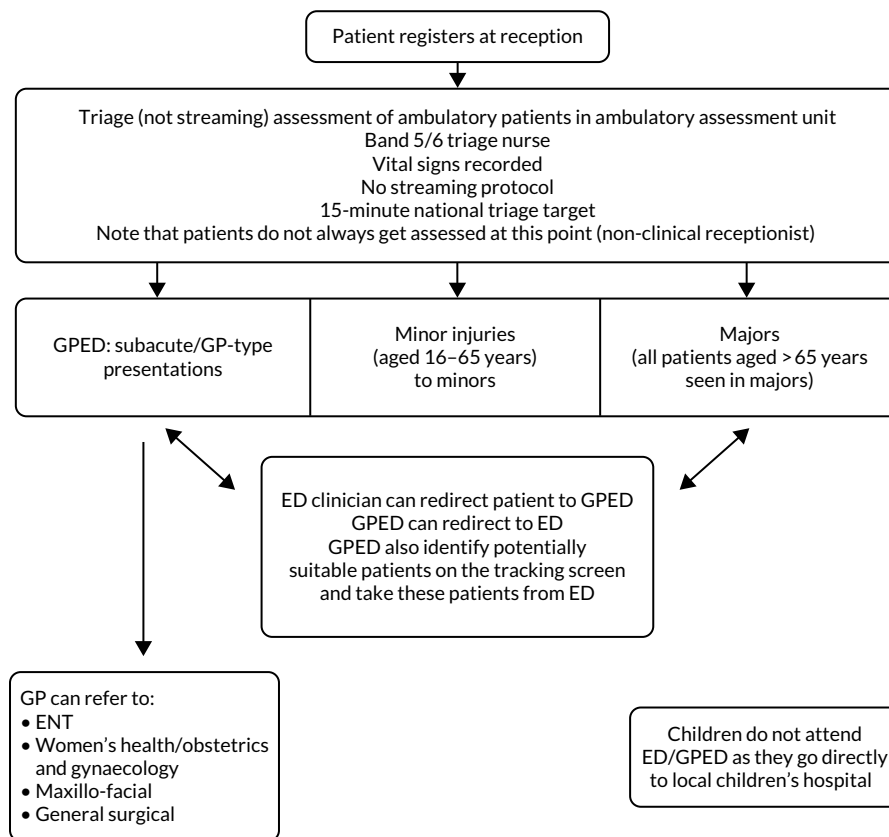 Patient registers at reception
Triage (not streaming) assessment of ambulatory patients in ambulatory assessment unit
Band 5/6 triage nurse
Vital signs recorded
No streaming protocol
15-minute national triage target
Note that patients do not always get assessed at this point (non-clinical receptionist)
GPED: subacute/GP-type
presentations
Minor injuries
(aged 16–65 years)
to minors
Majors
(all patients aged >65 years
seen in majors)
ED clinician can redirect patient to GPED
GPED can redirect to ED
GPED also identify potentially
suitable patients on the tracking screen
and take these patients from ED
GP can refer to:
• ENT
• Women’s health/obstetrics
and gynaecology
• Maxillo-facial
• General surgical
Children do not attend
ED/GPED as they go directly
to local children’s hospital